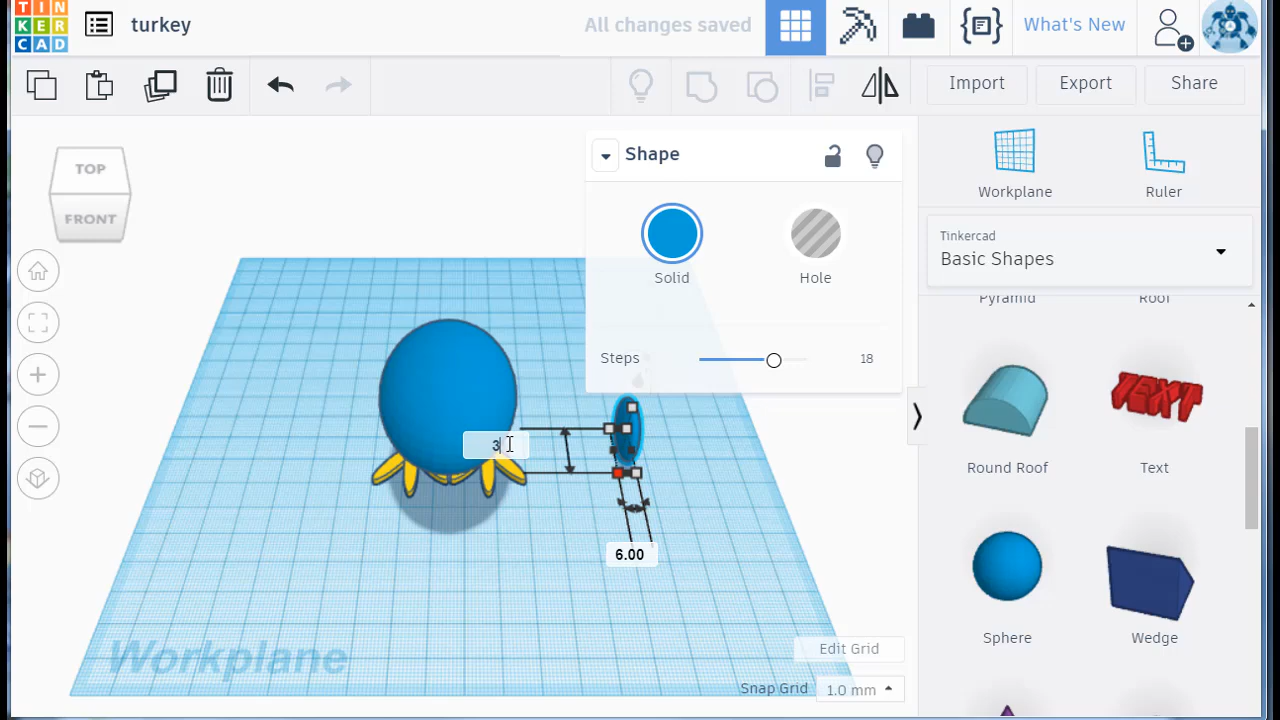 TIN
KER
CAD
turkey
All changes saved
What's New
Import
Export
Share
TOP
FRONT
Shape
Solid
Hole
Steps
18
Workplane
Ruler
Tinkercad
Basic Shapes
Pyramid
Roof
Round Roof
Text
TEXT
Sphere
Wedge
3
6.00
Workplane
Edit Grid
Snap Grid
1.0 mm